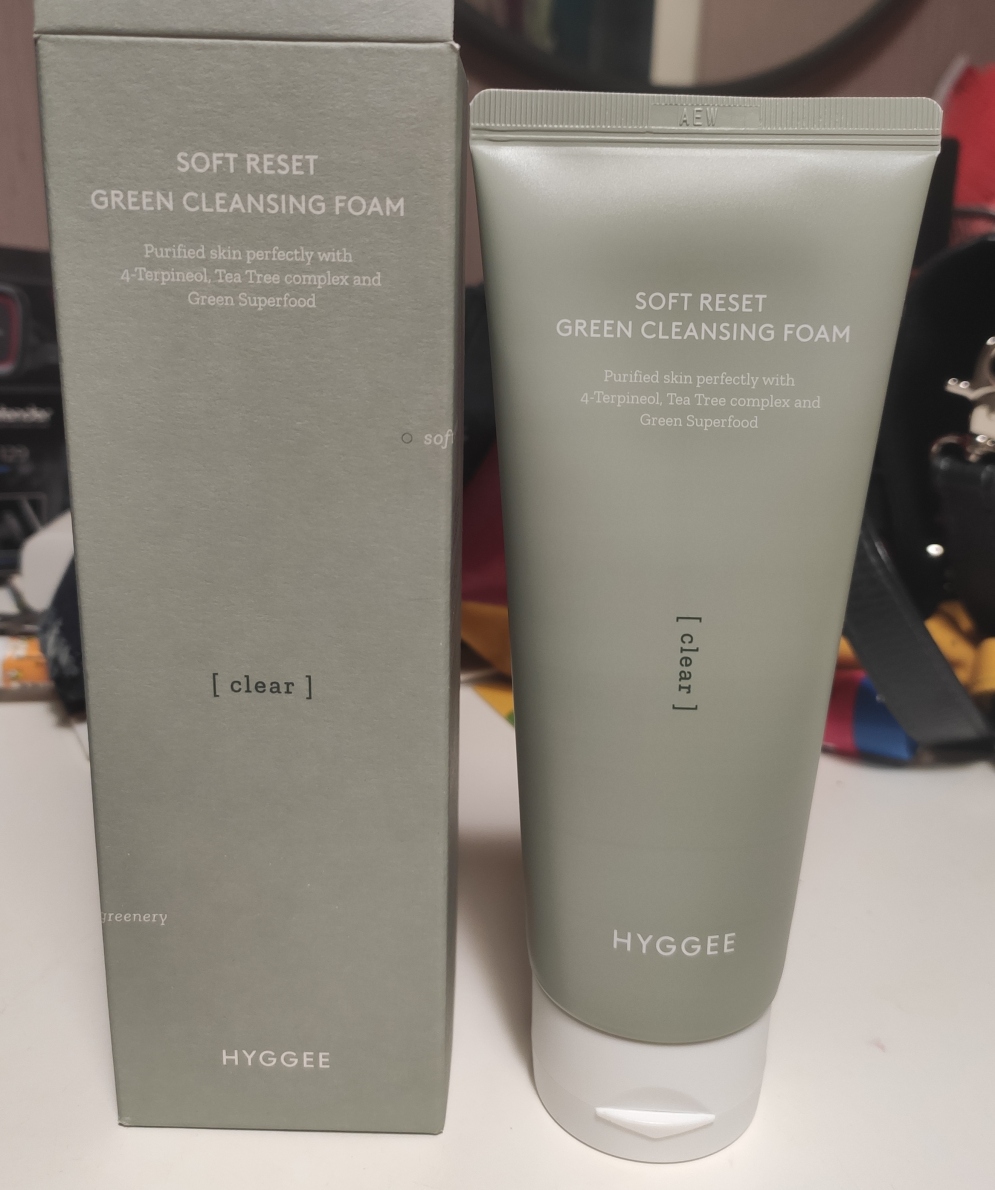 SOFT RESET
GREEN CLEANSING FOAM
Purified skin perfectly with
4-Terpineol, Tea Tree complex and
Green Superfood
soft
[ clear ]
greenery
HYGGEE
AEW
SOFT RESET
GREEN CLEANSING FOAM
Purified skin perfectly with
4-Terpineol, Tea Tree complex and
Green Superfood
[ clear ]
HYGGEE